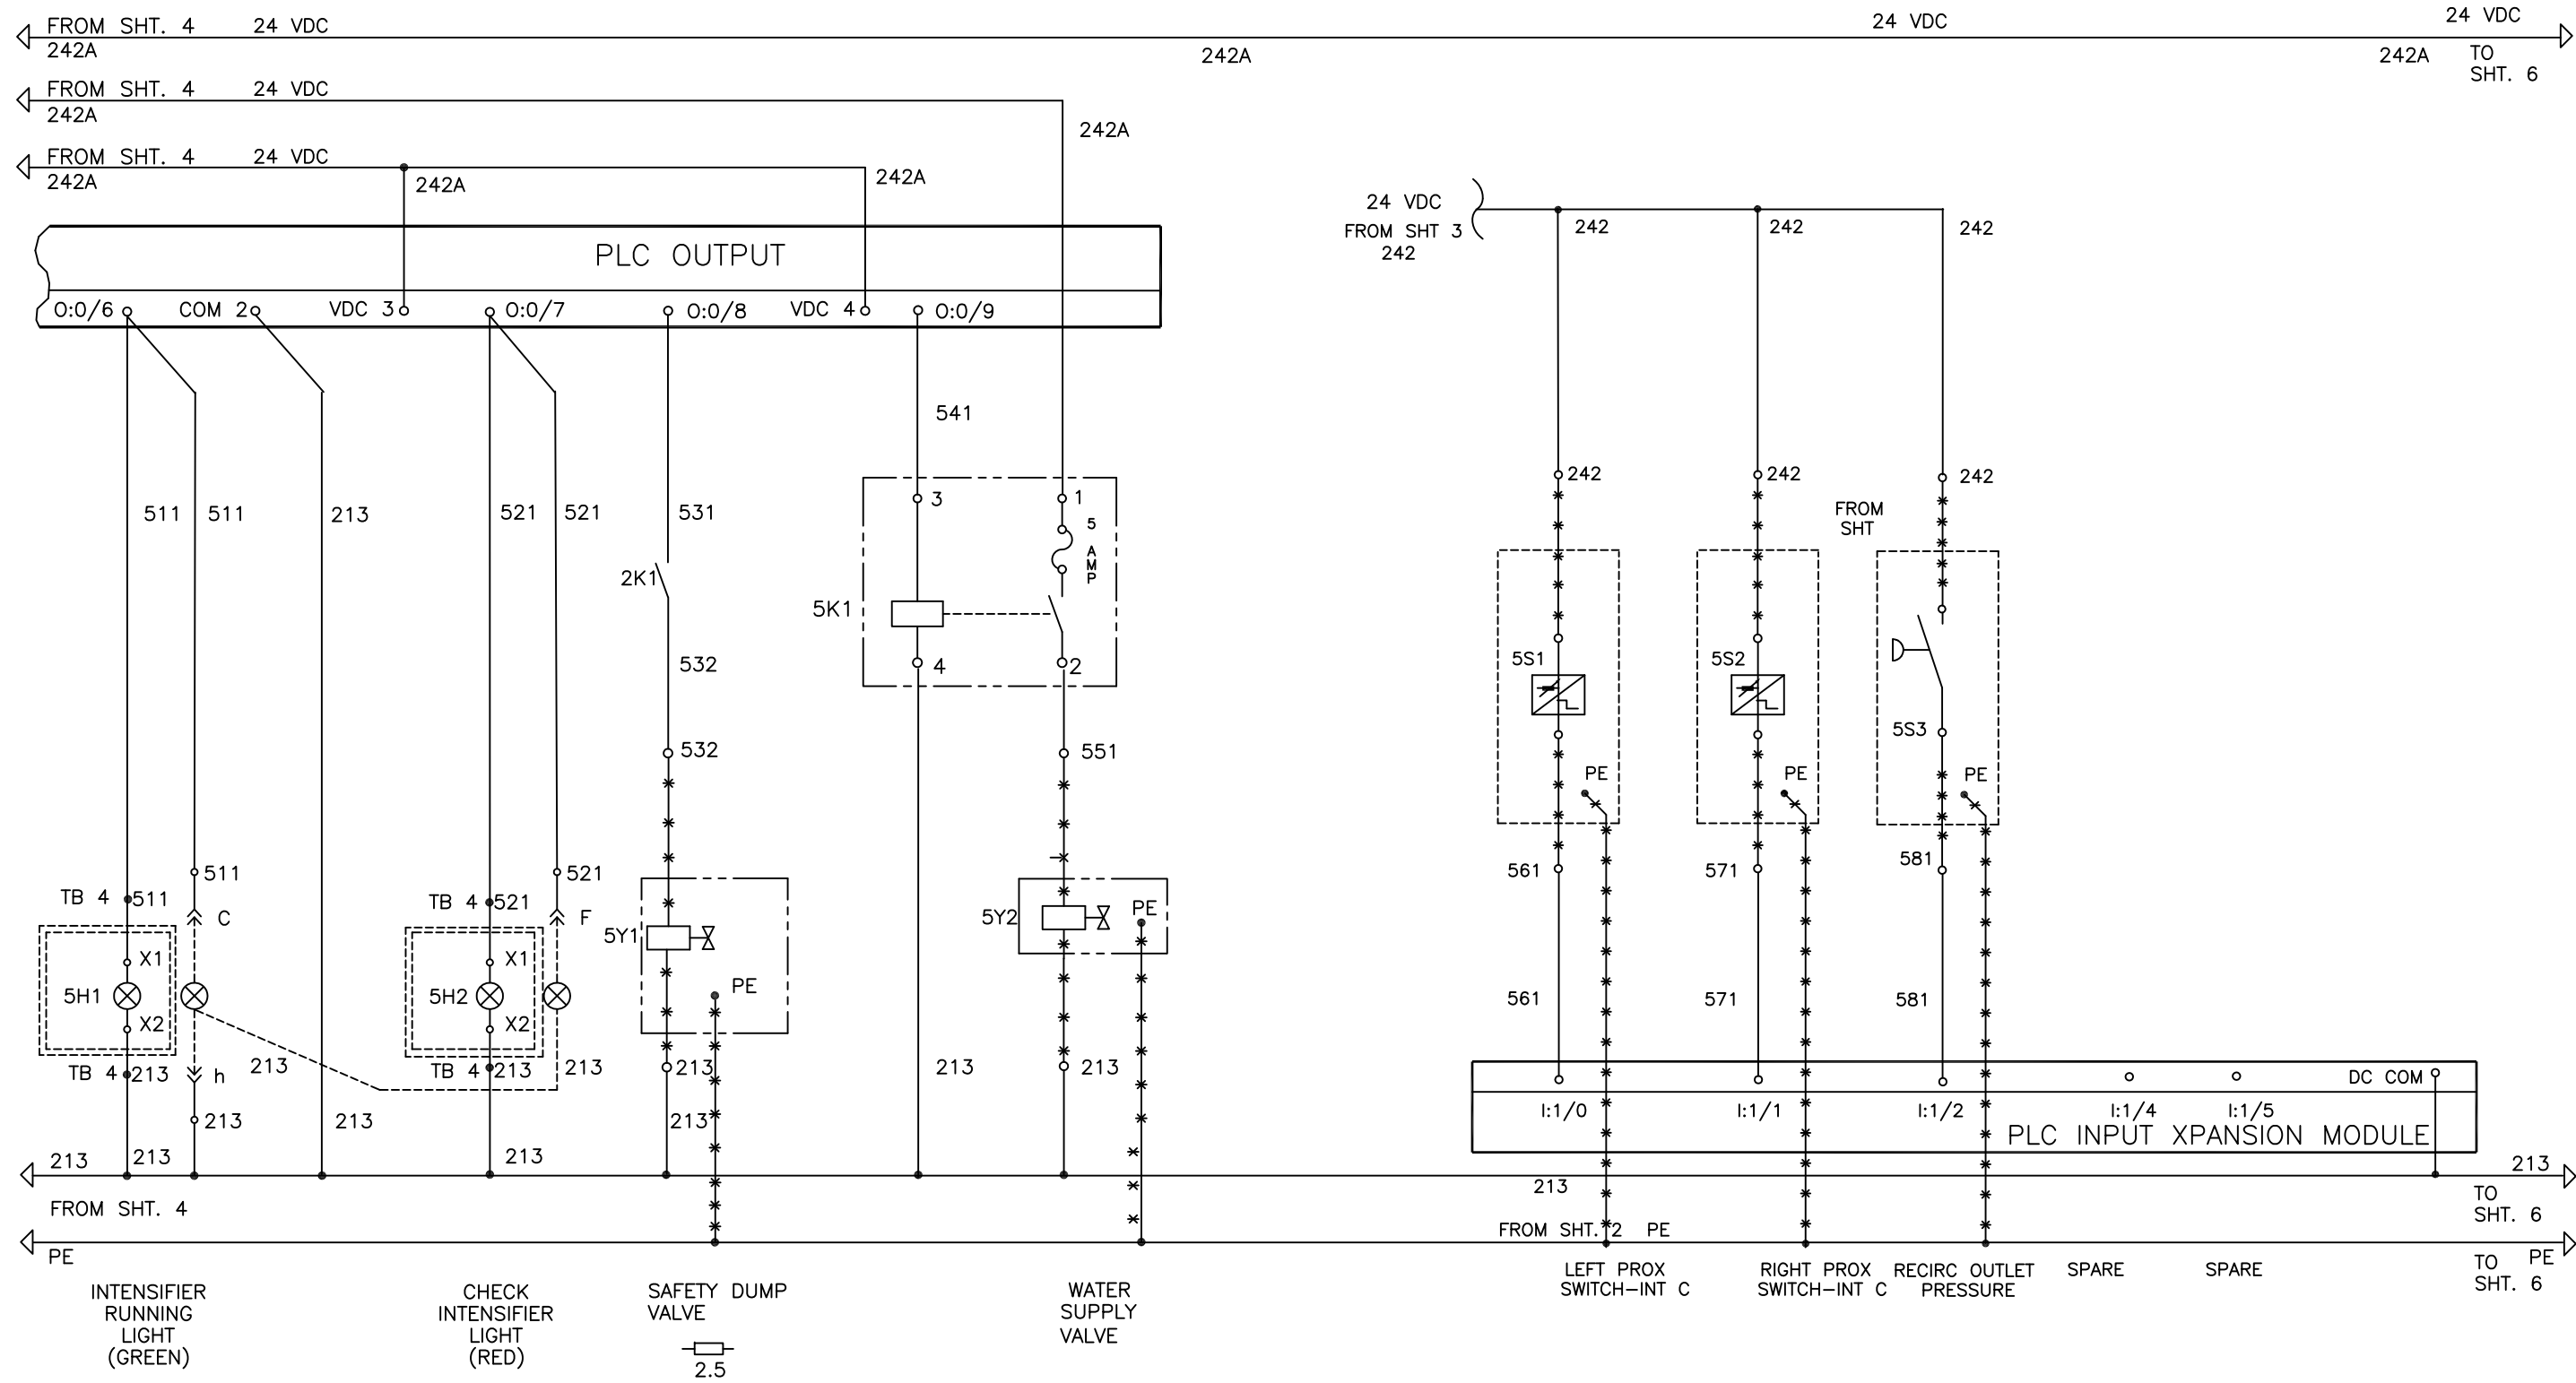 FROM SHT. 4 24 VDC
242A
24 VDC
242A
24 VDC
242A
TO
SHT. 6
FROM SHT. 4 24 VDC
242A
242A
FROM SHT. 4 24 VDC
242A
242A
242A
PLC OUTPUT
O:0/6
COM 2
VDC 3
O:0/7
O:0/8
VDC 4
O:0/9
24 VDC
FROM SHT 3
242
242
242
242
541
511
511
213
521
521
531
2K1
532
532
3
1
5
AMP
5K1
4
2
551
242
242
242
FROM
SHT
5S1
5S2
5S3
PE
PE
PE
561
571
581
511
TB 4
511
C
521
TB 4
521
F
5Y1
5Y2
PE
X1
5H1
X2
X1
5H2
X2
PE
561
571
581
TB 4
213
h
213
TB 4
213
213
213
213
213
213
213
213
DC COM
I:1/0
I:1/1
I:1/2
I:1/4
I:1/5
PLC INPUT XPANSION MODULE
213
213
213
213
213
FROM SHT. 4
TO
SHT. 6
FROM SHT. 2 PE
PE
PE
TO
SHT. 6
INTENSIFIER
RUNNING
LIGHT
(GREEN)
CHECK
INTENSIFIER
LIGHT
(RED)
SAFETY DUMP
VALVE
2.5
WATER
SUPPLY
VALVE
LEFT PROX
SWITCH-INT C
RIGHT PROX
SWITCH-INT C
RECIRC OUTLET
PRESSURE
SPARE
SPARE